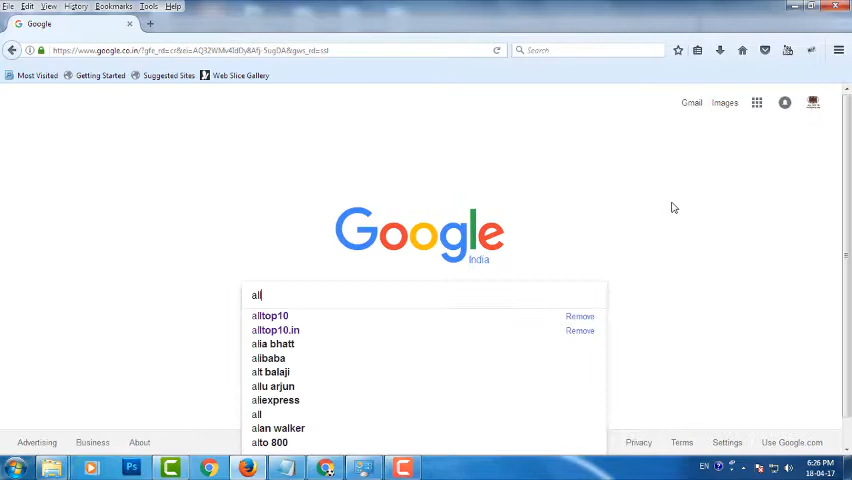 File Edit View History Bookmarks Tools Help
Google
Search
Most Visited Getting Started Suggested Sites Web Slice Gallery
Gmail Images
Google
India
all
alltop10 Remove
alltop10.in Remove
alia bhatt
alibaba
alt balaji
allu arjun
aliexpress
all
alan walker
alto 800
Advertising Business About Privacy Terms Settings Use Google.com
Ps
EN
6:26 PM
18-04-17